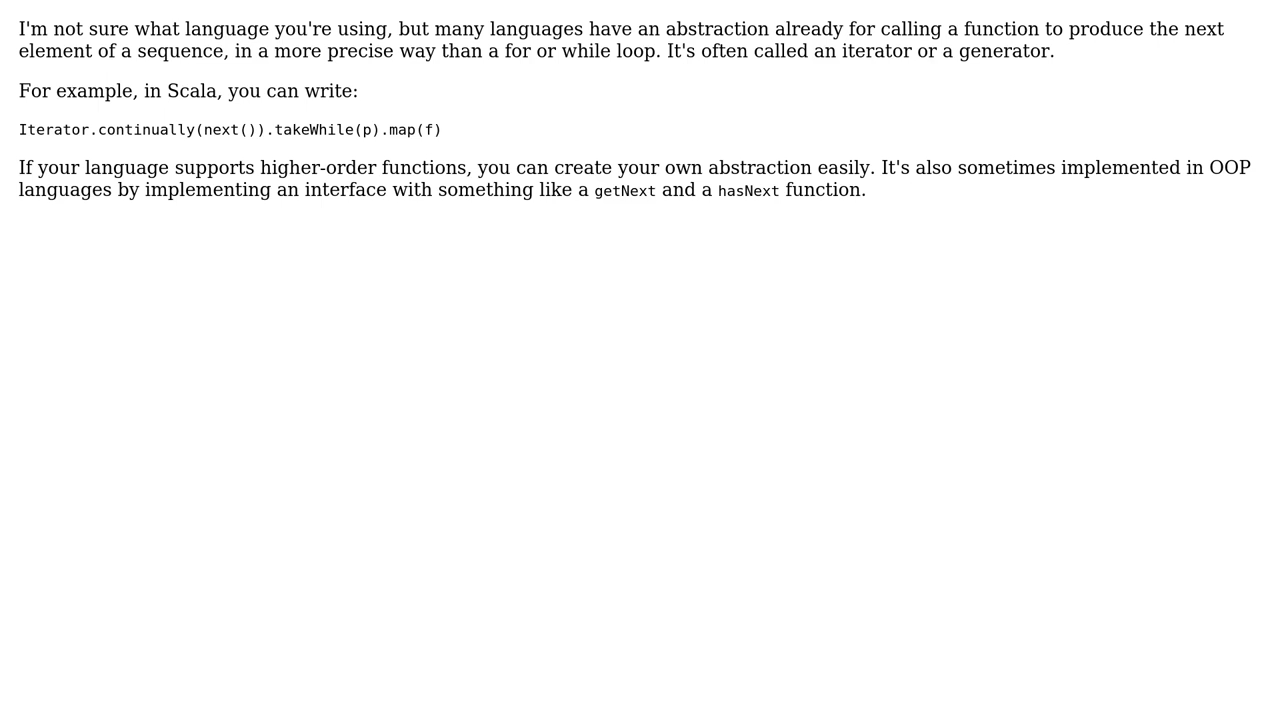 I'm not sure what language you're using, but many languages have an abstraction already for calling a function to produce the next
element of a sequence, in a more precise way than a for or while loop. It's often called an iterator or a generator.
For example, in Scala, you can write:
Iterator.continually(next()).takeWhile(p).map(f)
If your language supports higher-order functions, you can create your own abstraction easily. It's also sometimes implemented in OOP
languages by implementing an interface with something like a getNext and a hasNext function.